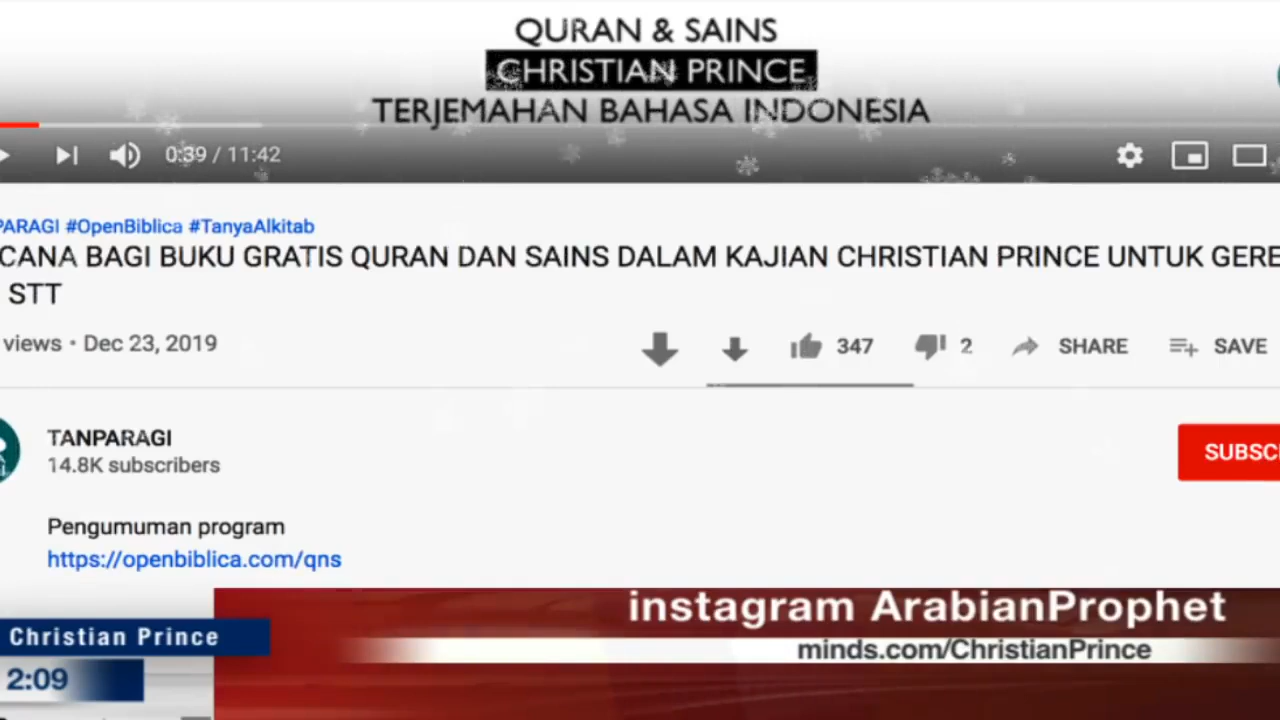 QURAN & SAINS
CHRISTIAN PRINCE
TERJEMAHAN BAHASA INDONESIA
0:39 / 11:42
PARAGI #OpenBiblica #TanyaAlkitab
CANA BAGI BUKU GRATIS QURAN DAN SAINS DALAM KAJIAN CHRISTIAN PRINCE UNTUK GERE
STT
views • Dec 23, 2019
347 2 SHARE SAVE
TANPARAGI
14.8K subscribers
SUBSC
Pengumuman program
https://openbiblica.com/qns
instagram ArabianProphet
Christian Prince
minds.com/ChristianPrince
2:09